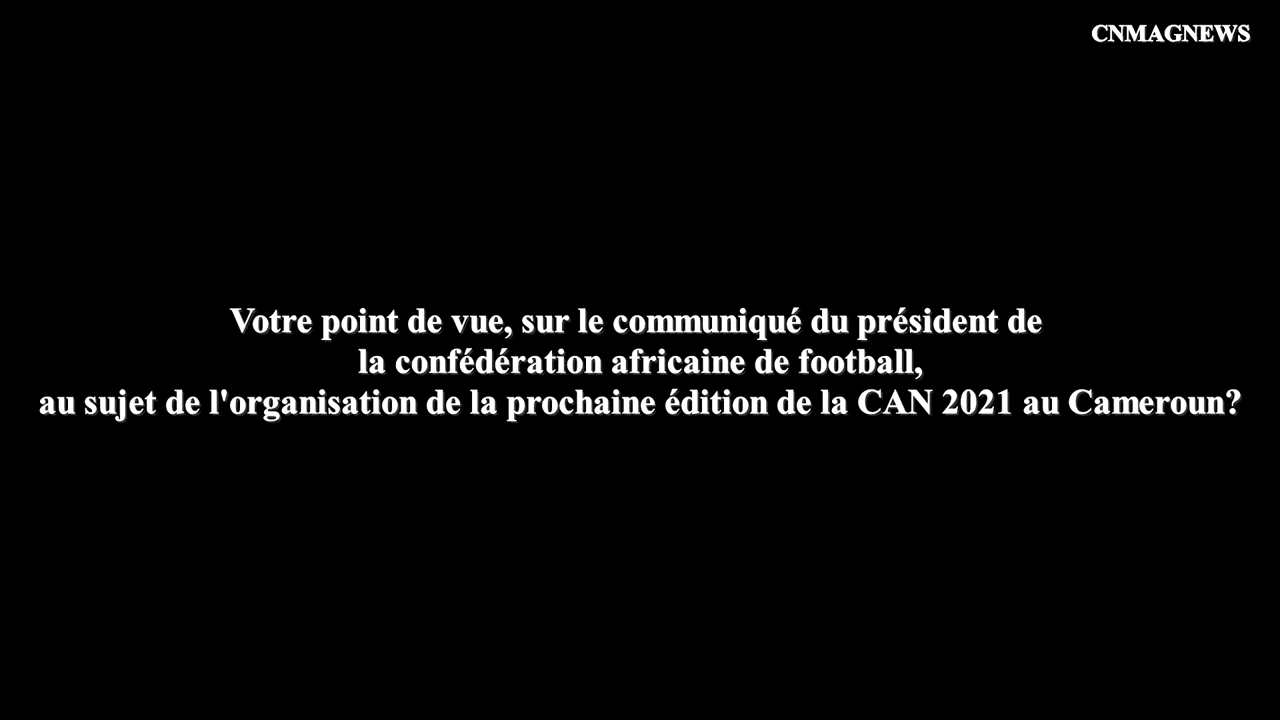 CNMAGNEWS
Votre point de vue, sur le communiqué du président de
la confédération africaine de football,
au sujet de l'organisation de la prochaine édition de la CAN 2021 au Cameroun?